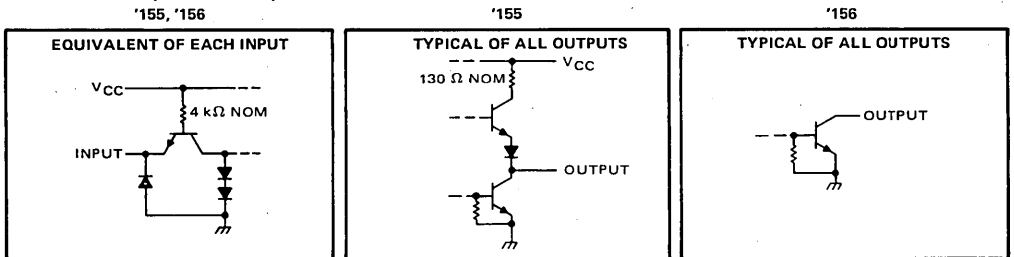 '155, '156
EQUIVALENT OF EACH INPUT
VCC
4 kΩ NOM
INPUT
'155
TYPICAL OF ALL OUTPUTS
VCC
130 Ω NOM
OUTPUT
'156
TYPICAL OF ALL OUTPUTS
OUTPUT